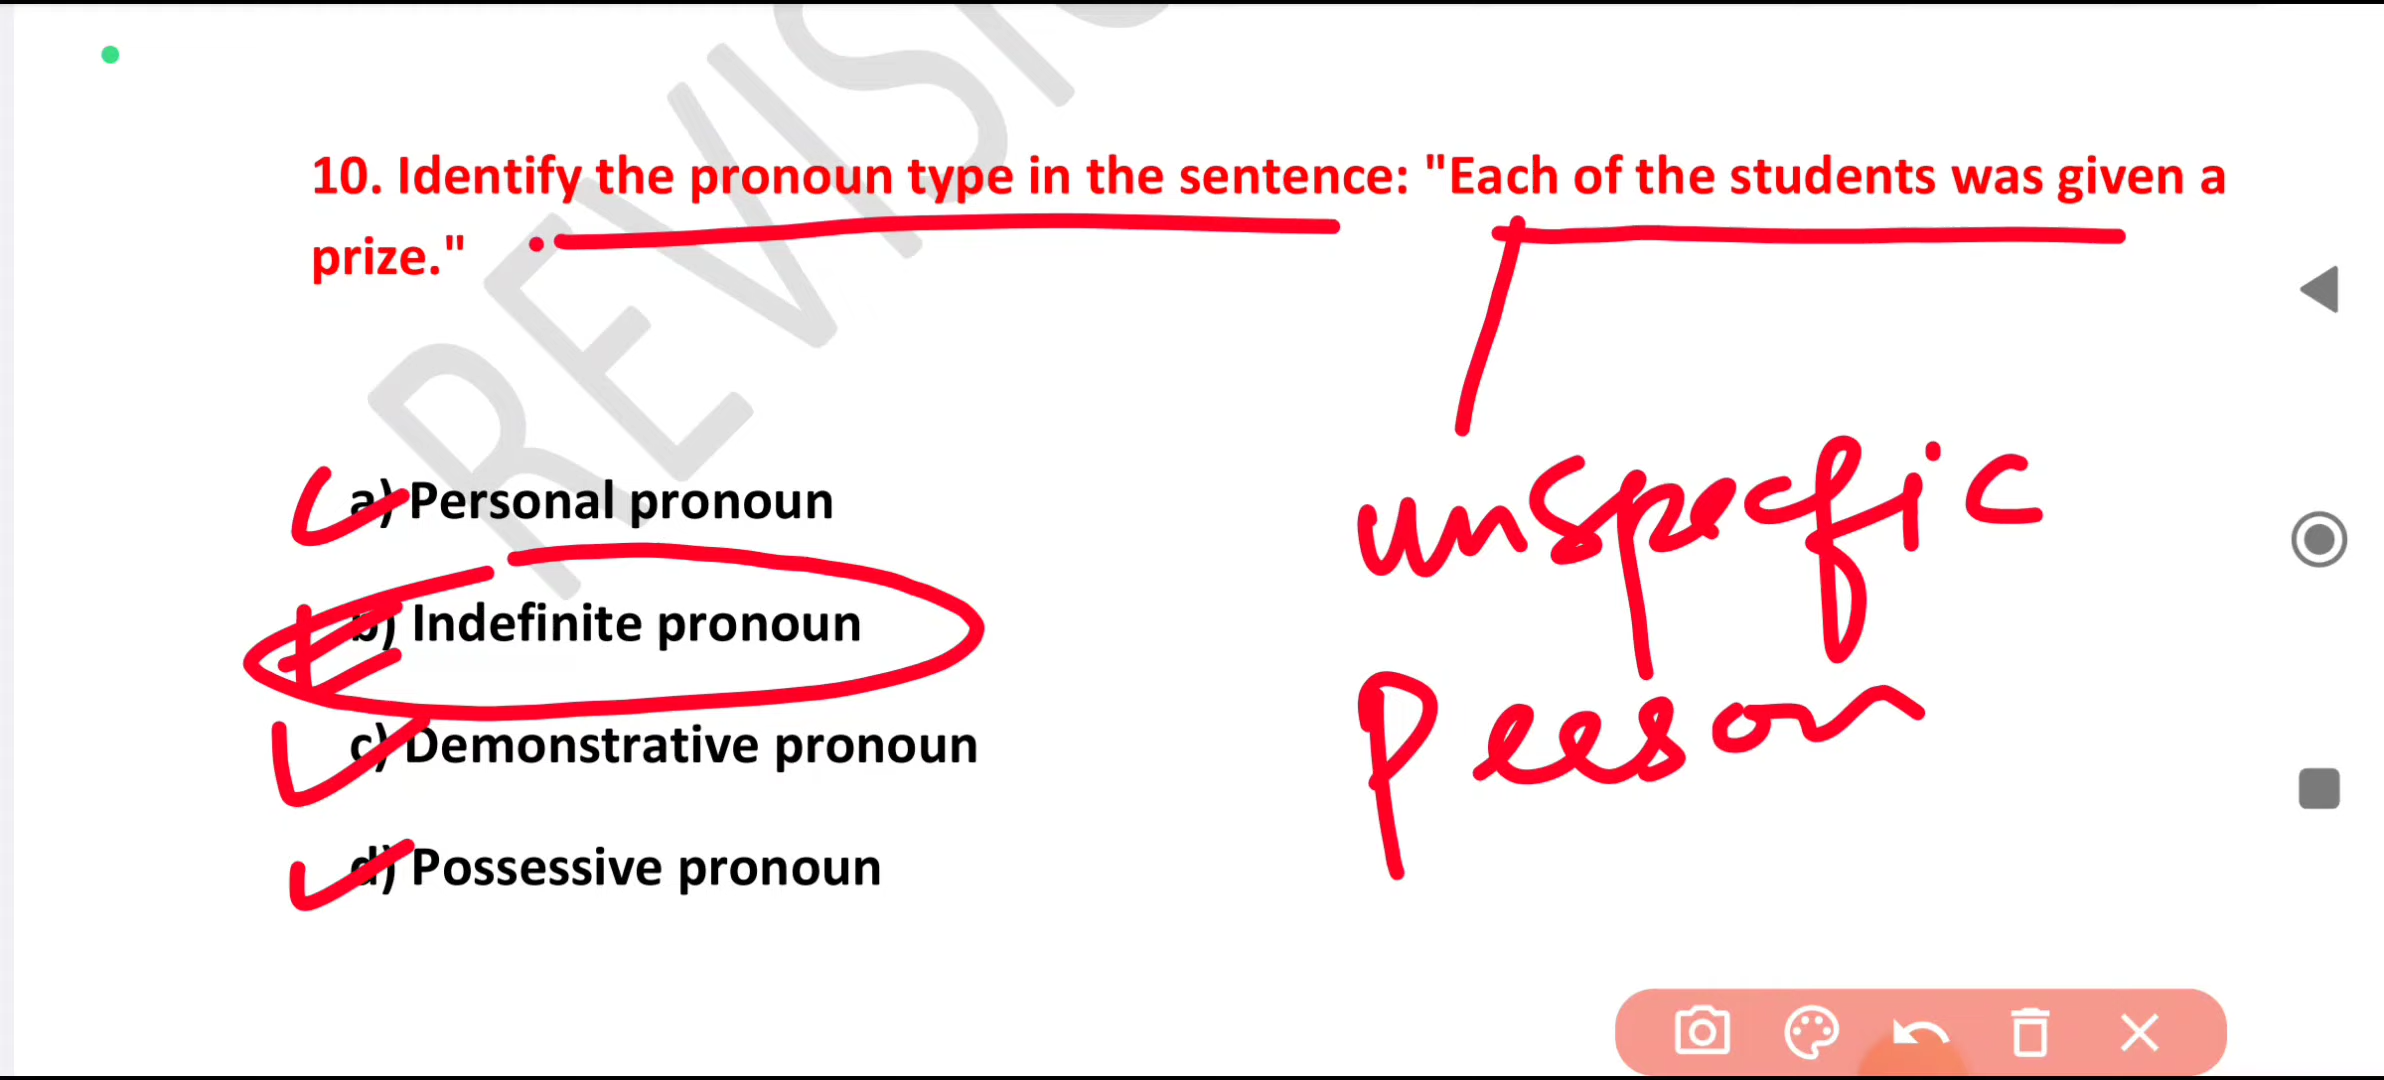 10. Identify the pronoun type in the sentence: "Each of the students was given a
prize."
a) Personal pronoun
b) Indefinite pronoun
c) Demonstrative pronoun
d) Possessive pronoun
unspecfic
Person
REVISI